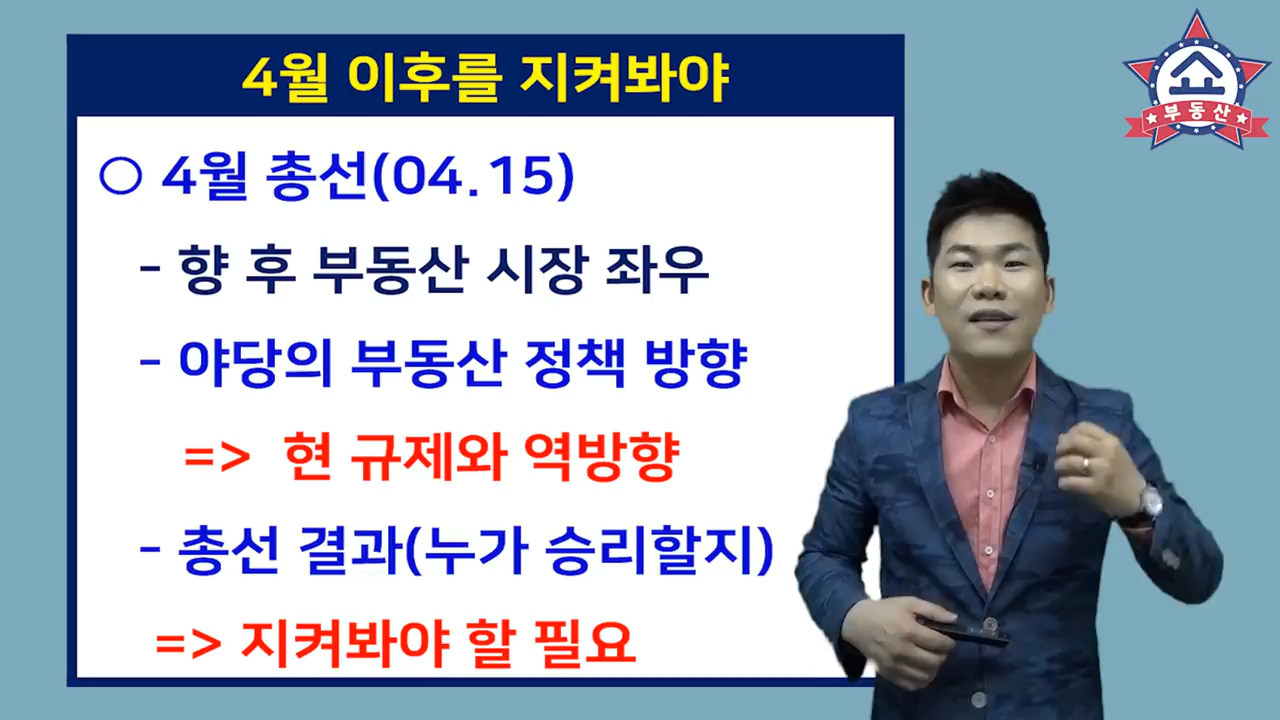 4월 이후를 지켜봐야
○ 4월 총선(04.15)
- 향 후 부동산 시장 좌우
- 야당의 부동산 정책 방향
=> 현 규제와 역방향
- 총선 결과(누가 승리할지)
=> 지켜봐야 할 필요
쇼
부동산